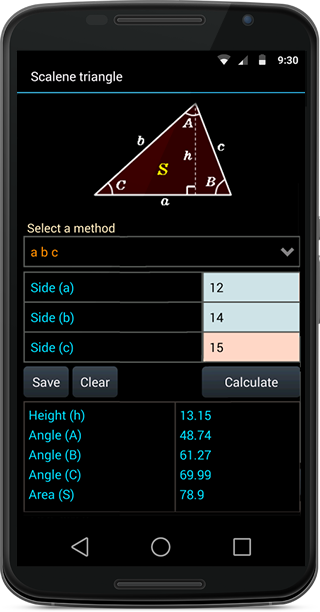 9:30
Scalene triangle
A
b
c
h
S
C
B
a
Select a method
a b c
Side (a) 12
Side (b) 14
Side (c) 15
Save Clear Calculate
Height (h) 13.15
Angle (A) 48.74
Angle (B) 61.27
Angle (C) 69.99
Area (S) 78.9